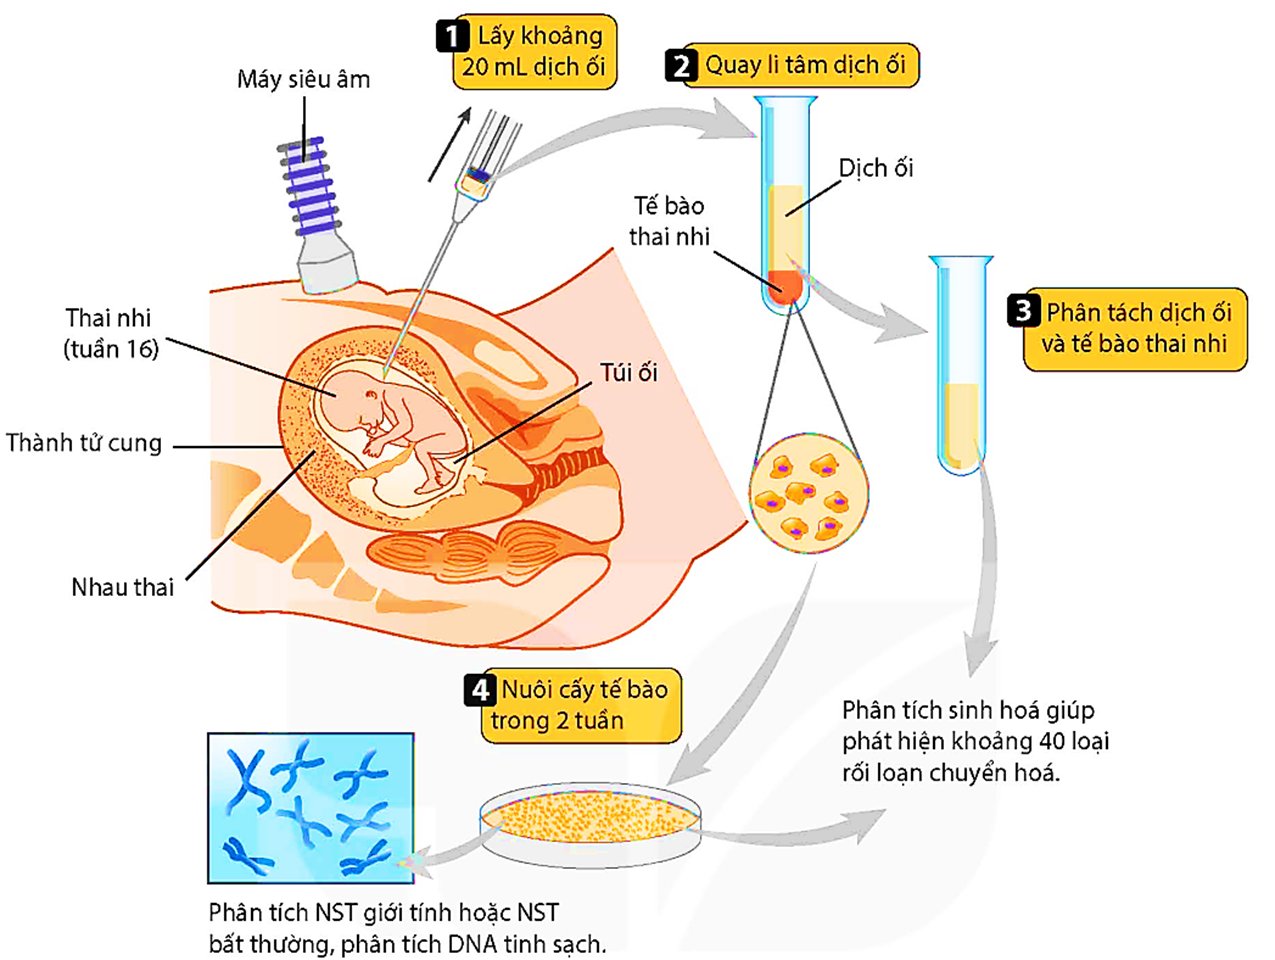 1 Lấy khoảng
20 mL dịch ối
2 Quay li tâm dịch ối
Máy siêu âm
Dịch ối
Tế bào
thai nhi
3 Phân tách dịch ối
và tế bào thai nhi
Thai nhi
(tuần 16)
Túi ối
Thành tử cung
Nhau thai
4 Nuôi cấy tế bào
trong 2 tuần
Phân tích sinh hoá giúp
phát hiện khoảng 40 loại
rối loạn chuyển hoá.
Phân tích NST giới tính hoặc NST
bất thường, phân tích DNA tinh sạch.